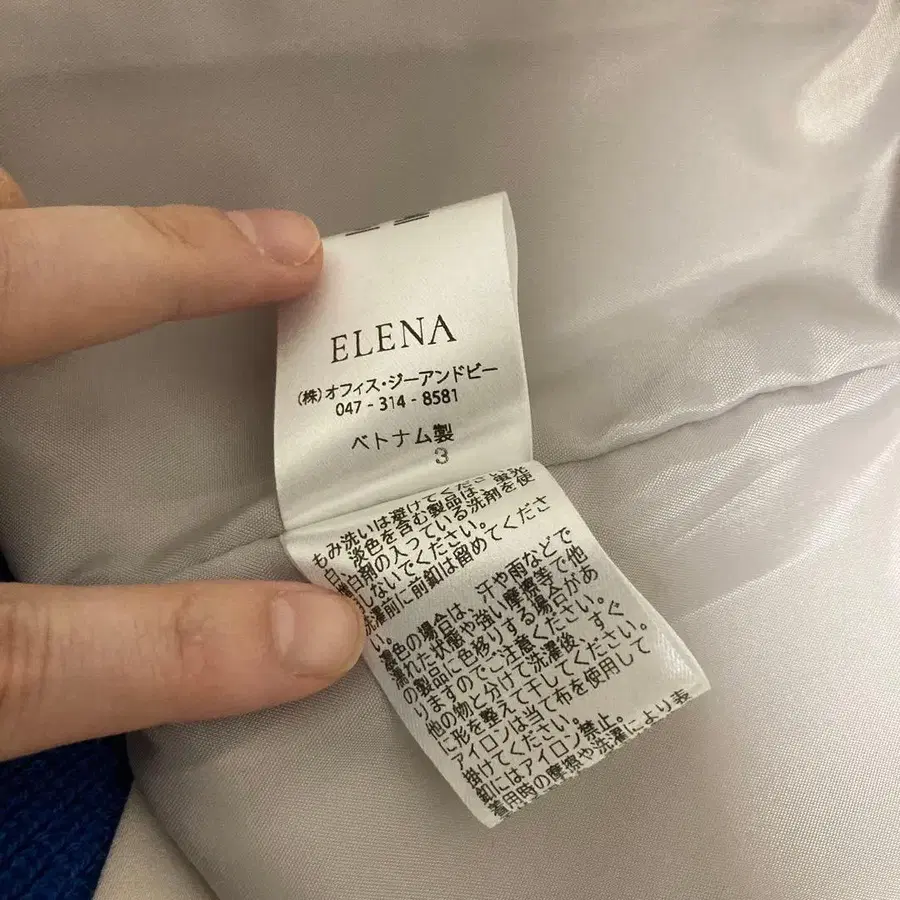 ELENA
(株)オフィス・ジーアンドビー
047-314-8581
ベトナム製
3
もみ洗いは避けてください。蛍光
淡色を含む製品は、
白増白剤の入っている洗剤を使
しないでください。
洗濯前に前釦は留めてくださ
い。
濃色の場合は、汗や雨などで
濡れた状態や強い摩擦等で他
の製品に色移りする場合があ
りますのでご注意ください。
他の物と分けて洗濯後、すぐ
に形を整えて干してください。
アイロンは当て布を使用して
掛けてください。
釦にはアイロン禁止。
着用時の摩擦や洗濯により表